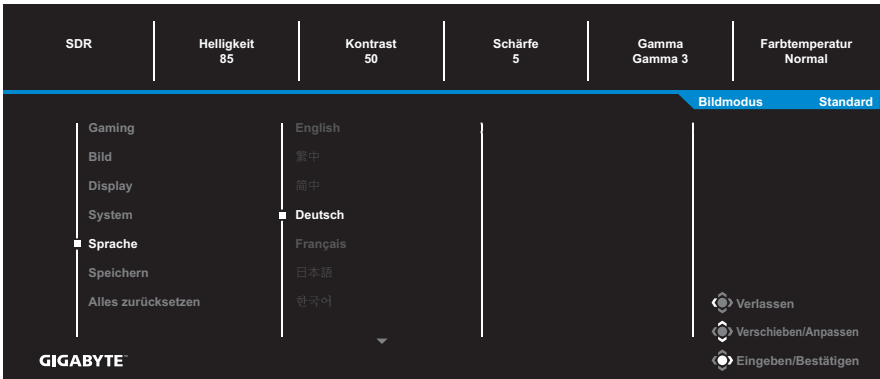 SDR
Helligkeit
85
Kontrast
50
Schärfe
5
Gamma
Gamma 3
Farbtemperatur
Normal
Bildmodus Standard
Gaming
Bild
Display
System
Sprache
Speichern
Alles zurücksetzen
English
繁中
简中
Deutsch
Français
日本語
한국어
Verlassen
Verschieben/Anpassen
Eingeben/Bestätigen
GIGABYTE™